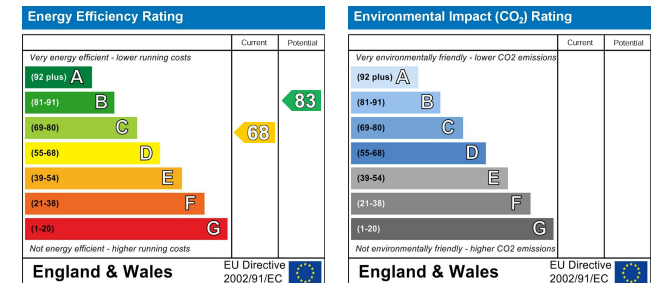 Energy Efficiency Rating
Current Potential
Very energy efficient - lower running costs
(92 plus) A
(81-91) B
83
(69-80) C
68
(55-68) D
(39-54) E
(21-38) F
(1-20) G
Not energy efficient - higher running costs
England & Wales
EU Directive
2002/91/EC
Environmental Impact (CO₂) Rating
Current Potential
Very environmentally friendly - lower CO2 emissions
(92 plus) A
(81-91) B
(69-80) C
(55-68) D
(39-54) E
(21-38) F
(1-20) G
Not environmentally friendly - higher CO2 emissions
England & Wales
EU Directive
2002/91/EC